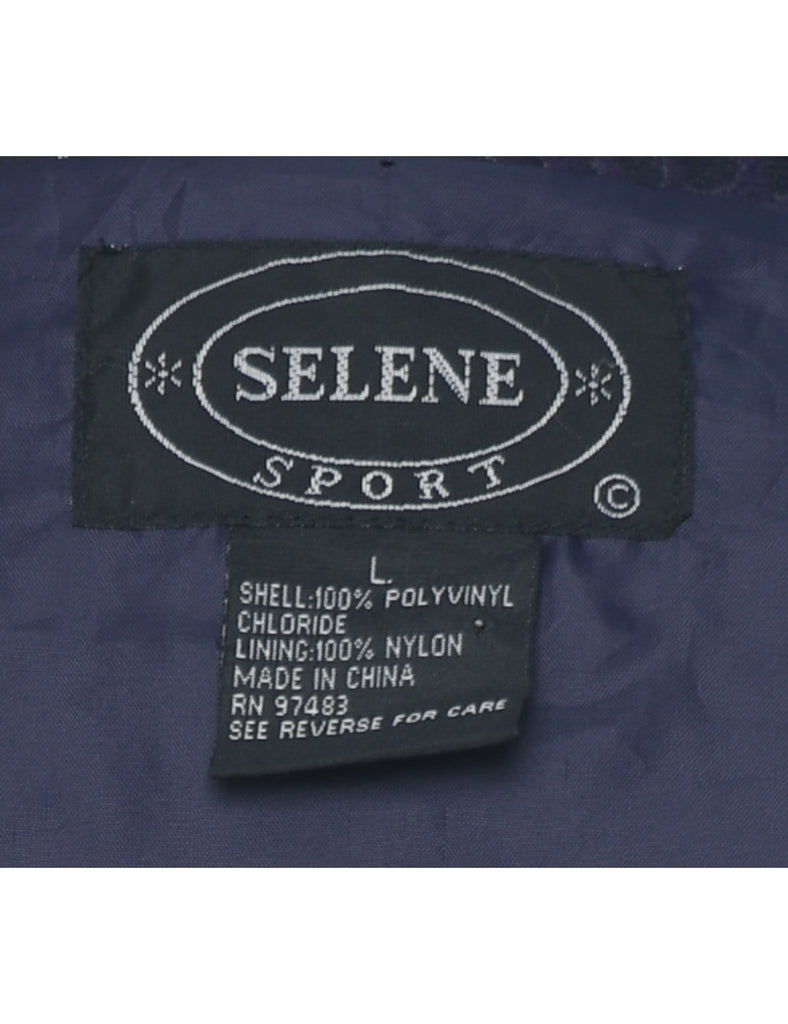 SELENE
SPORT
©
L
SHELL:100% POLYVINYL
CHLORIDE
LINING:100% NYLON
MADE IN CHINA
RN 97483
SEE REVERSE FOR CARE